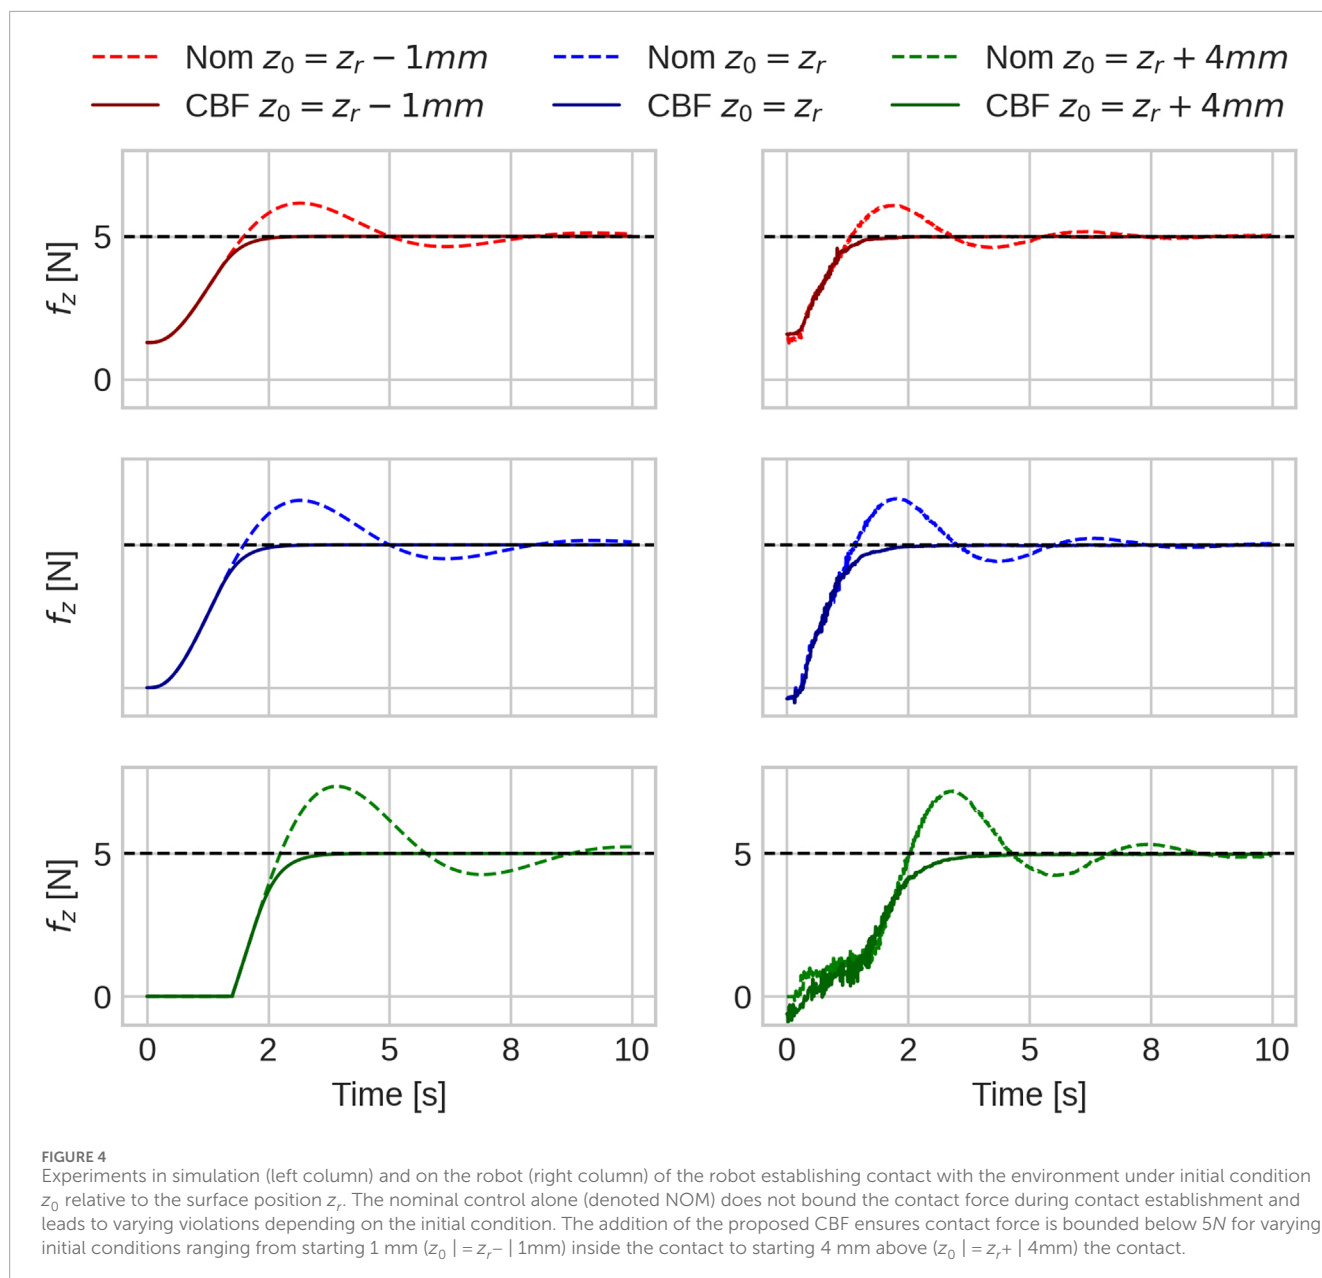 Nom z₀ = zᵣ − 1mm Nom z₀ = zᵣ Nom z₀ = zᵣ + 4mm
CBF z₀ = zᵣ − 1mm CBF z₀ = zᵣ CBF z₀ = zᵣ + 4mm
5
0
f_z [N]
f_z [N]
5
0
f_z [N]
5
0
0 2 5 8 10
0 2 5 8 10
Time [s] Time [s]
FIGURE 4
Experiments in simulation (left column) and on the robot (right column) of the robot establishing contact with the environment under initial condition
z₀ relative to the surface position zᵣ. The nominal control alone (denoted NOM) does not bound the contact force during contact establishment and
leads to varying violations depending on the initial condition. The addition of the proposed CBF ensures contact force is bounded below 5N for varying
initial conditions ranging from starting 1 mm (z₀ | = zᵣ− | 1mm) inside the contact to starting 4 mm above (z₀ | = zᵣ+ | 4mm) the contact.